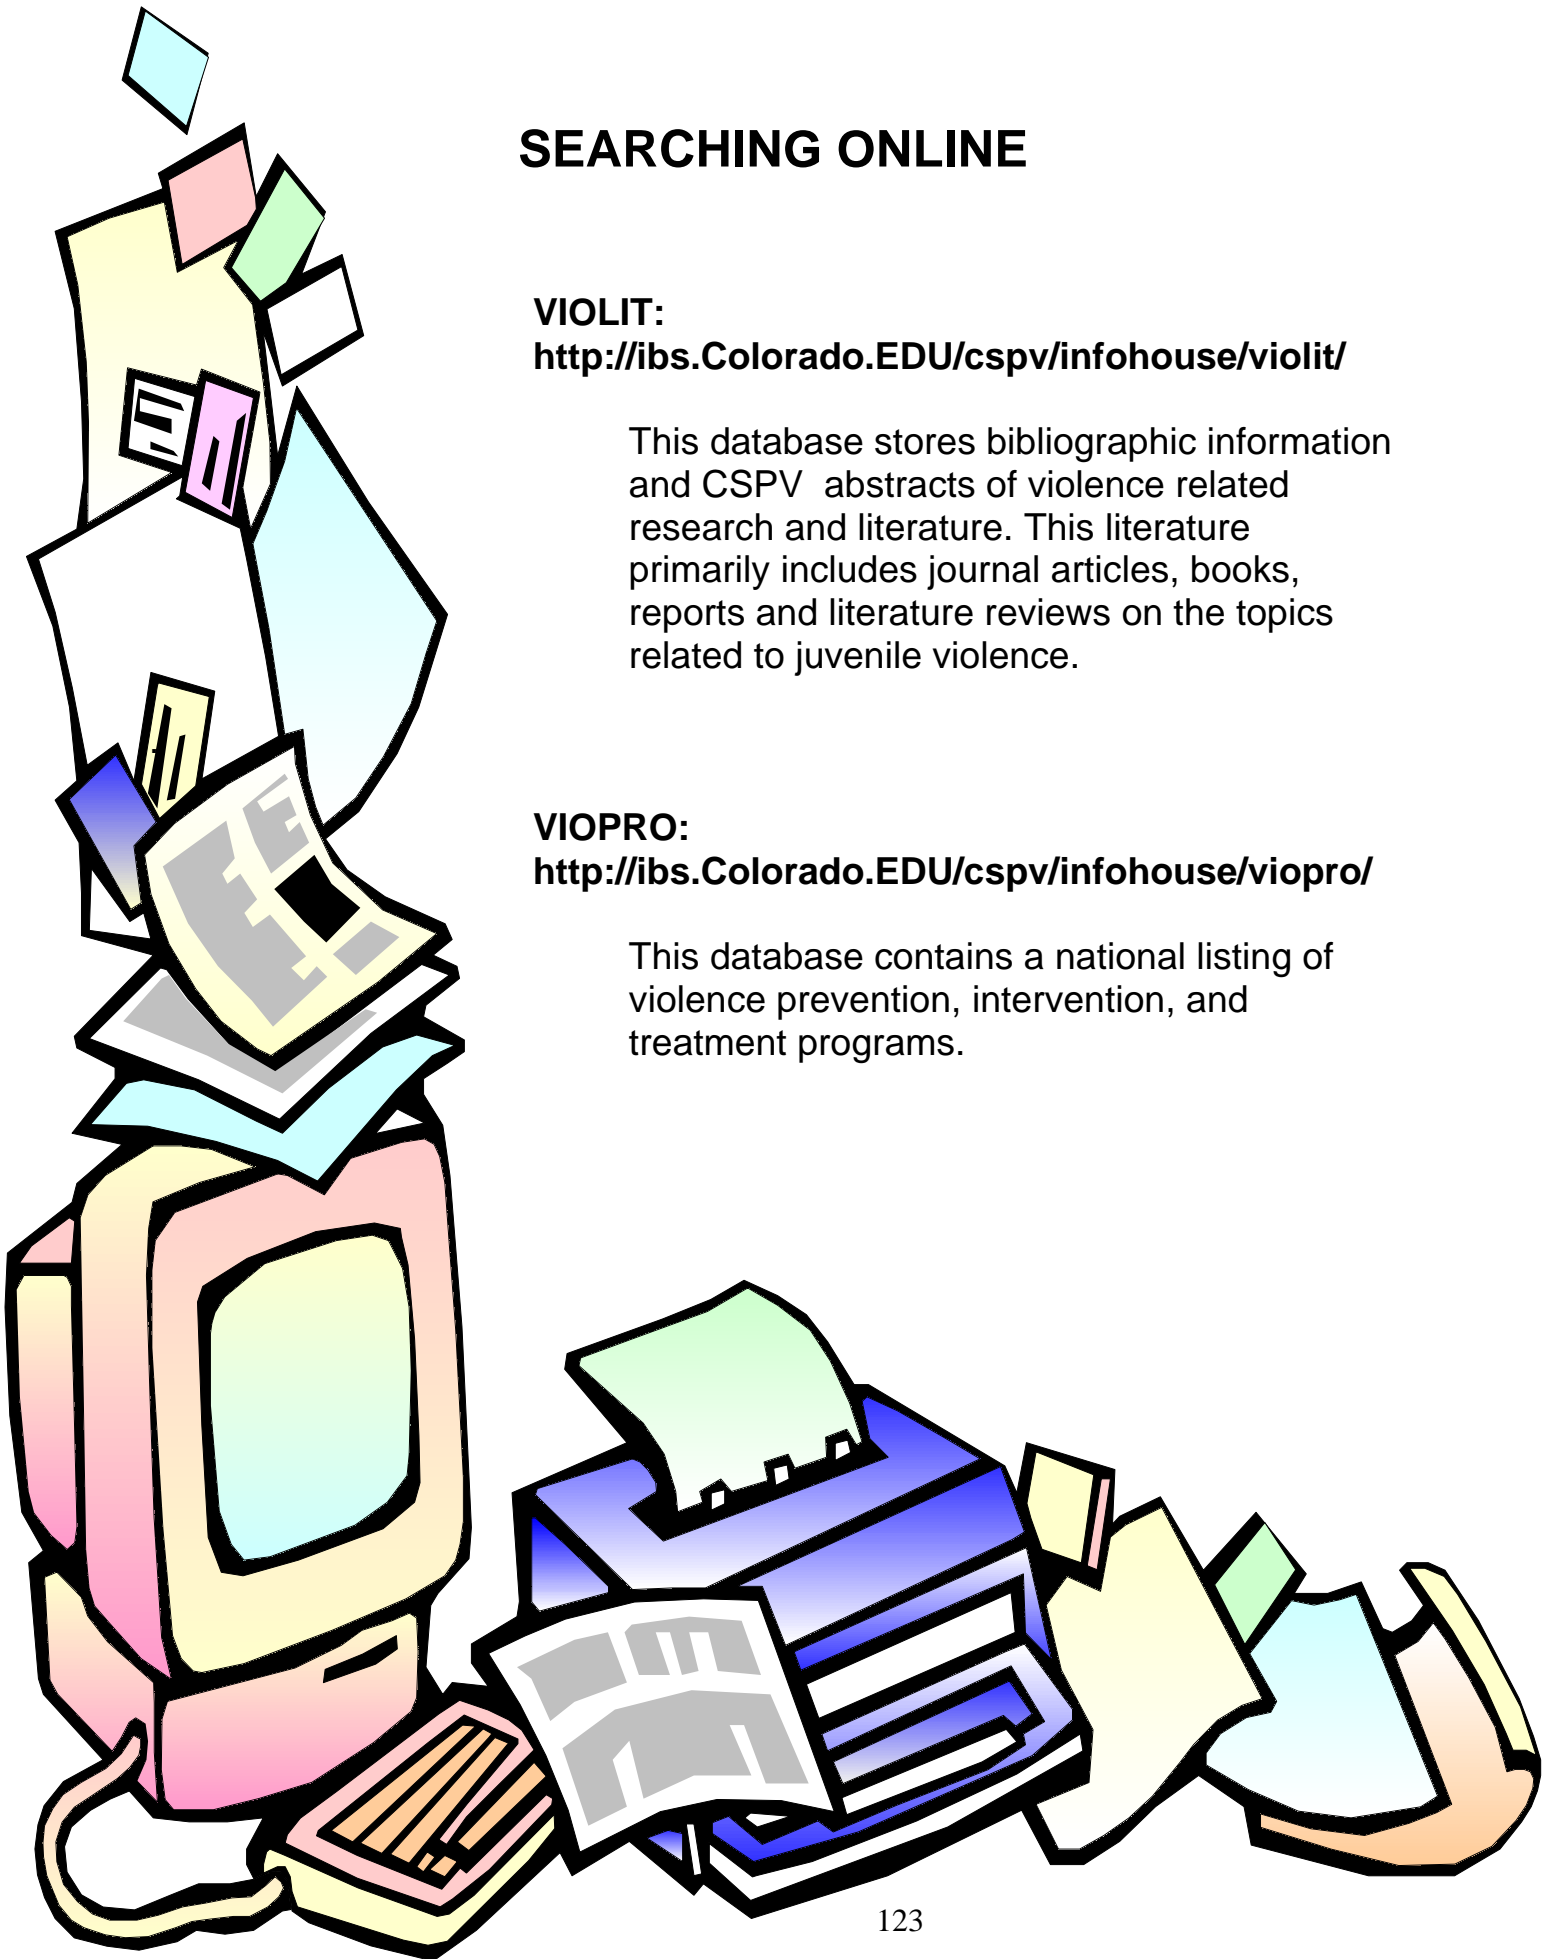 SEARCHING ONLINE
VIOLIT:
http://ibs.Colorado.EDU/cspv/infohouse/violit/
This database stores bibliographic information
and CSPV  abstracts of violence related
research and literature. This literature
primarily includes journal articles, books,
reports and literature reviews on the topics
related to juvenile violence.
VIOPRO:
http://ibs.Colorado.EDU/cspv/infohouse/viopro/
This database contains a national listing of
violence prevention, intervention, and
treatment programs.
123